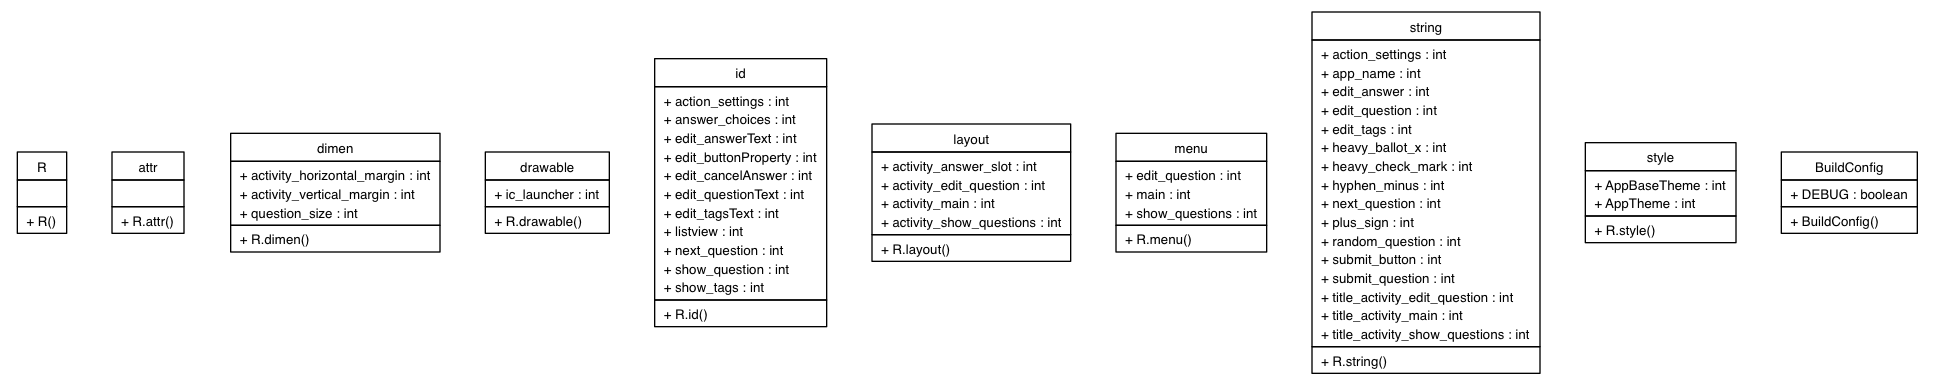 R
+ R()
attr
+ R.attr()
dimen
+ activity_horizontal_margin : int
+ activity_vertical_margin : int
+ question_size : int
+ R.dimen()
drawable
+ ic_launcher : int
+ R.drawable()
id
+ action_settings : int
+ answer_choices : int
+ edit_answerText : int
+ edit_buttonProperty : int
+ edit_cancelAnswer : int
+ edit_questionText : int
+ edit_tagsText : int
+ listview : int
+ next_question : int
+ show_question : int
+ show_tags : int
+ R.id()
layout
+ activity_answer_slot : int
+ activity_edit_question : int
+ activity_main : int
+ activity_show_questions : int
+ R.layout()
menu
+ edit_question : int
+ main : int
+ show_questions : int
+ R.menu()
string
+ action_settings : int
+ app_name : int
+ edit_answer : int
+ edit_question : int
+ edit_tags : int
+ heavy_ballot_x : int
+ heavy_check_mark : int
+ hyphen_minus : int
+ next_question : int
+ plus_sign : int
+ random_question : int
+ submit_button : int
+ submit_question : int
+ title_activity_edit_question : int
+ title_activity_main : int
+ title_activity_show_questions : int
+ R.string()
style
+ AppBaseTheme : int
+ AppTheme : int
+ R.style()
BuildConfig
+ DEBUG : boolean
+ BuildConfig()